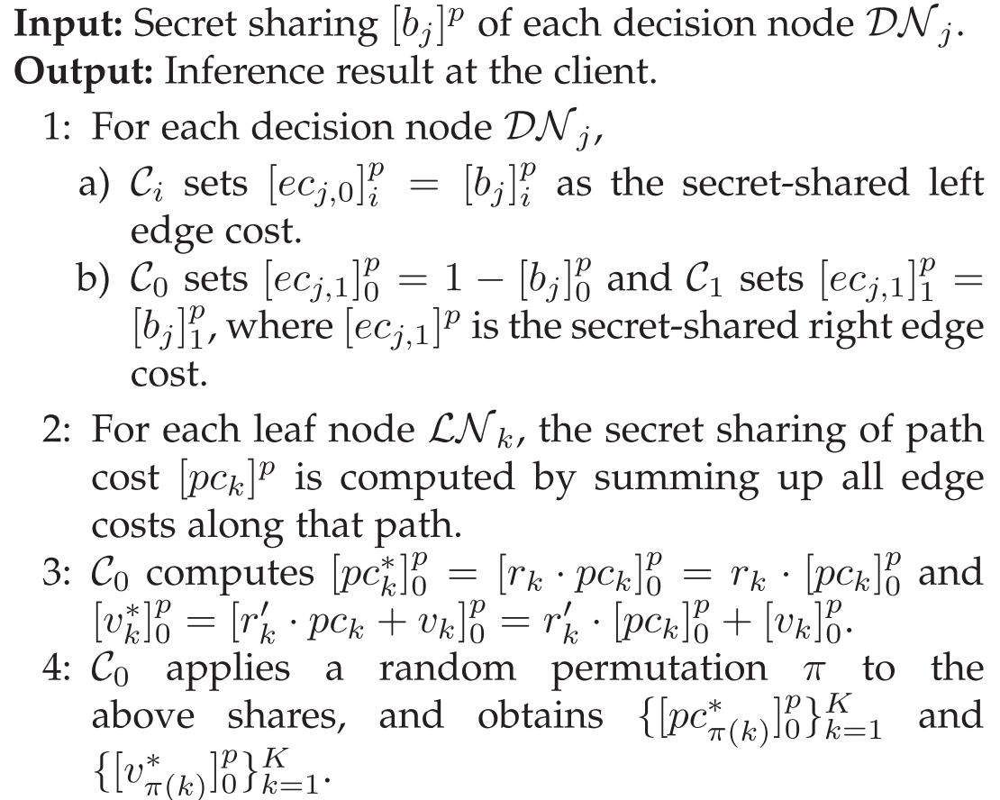 Input: Secret sharing $[b_j]^p$ of each decision node $\mathcal{DN}_j$.
Output: Inference result at the client.
1: For each decision node $\mathcal{DN}_j$,
a) $\mathcal{C}_i$ sets $[ec_{j,0}]_i^p = [b_j]_i^p$ as the secret-shared left
edge cost.
b) $\mathcal{C}_0$ sets $[ec_{j,1}]_0^p = 1 - [b_j]_0^p$ and $\mathcal{C}_1$ sets $[ec_{j,1}]_1^p =$
$[b_j]_1^p$, where $[ec_{j,1}]^p$ is the secret-shared right edge
cost.
2: For each leaf node $\mathcal{LN}_k$, the secret sharing of path
cost $[pc_k]^p$ is computed by summing up all edge
costs along that path.
3: $\mathcal{C}_0$ computes $[pc_k^*]_0^p = [r_k \cdot pc_k]_0^p = r_k \cdot [pc_k]_0^p$ and
$[v_k^*]_0^p = [r_k' \cdot pc_k + v_k]_0^p = r_k' \cdot [pc_k]_0^p + [v_k]_0^p$.
4: $\mathcal{C}_0$ applies a random permutation $\pi$ to the
above shares, and obtains $\{[pc_{\pi(k)}^*]_0^p\}_{k=1}^K$ and
$\{[v_{\pi(k)}^*]_0^p\}_{k=1}^K$.